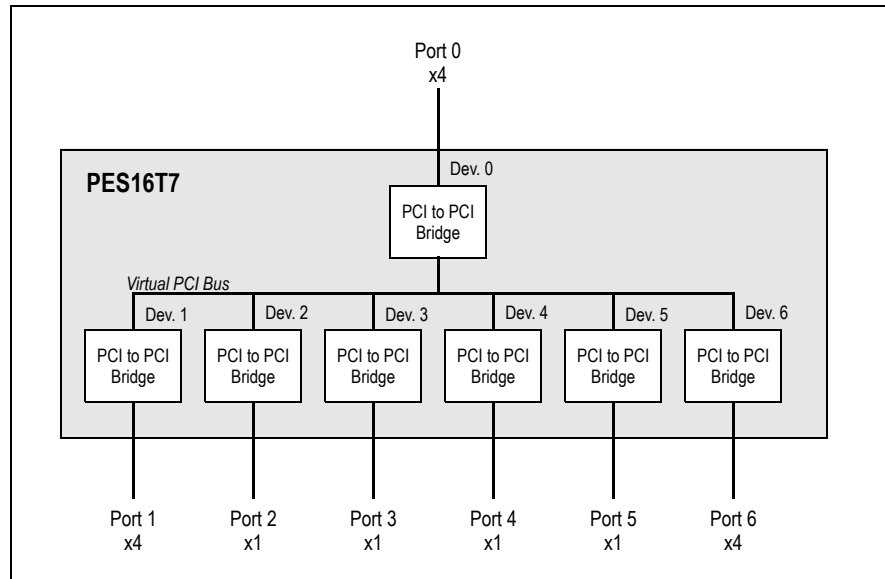 Port 0
x4
Dev. 0
PES16T7
PCI to PCI
Bridge
Virtual PCI Bus
Dev. 1 Dev. 2 Dev. 3 Dev. 4 Dev. 5 Dev. 6
PCI to PCI PCI to PCI PCI to PCI PCI to PCI PCI to PCI PCI to PCI
Bridge Bridge Bridge Bridge Bridge Bridge
Port 1 Port 2 Port 3 Port 4 Port 5 Port 6
x4 x1 x1 x1 x1 x4